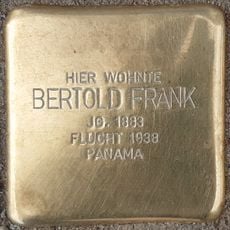 HIER WOHNTE
BERTOLD FRANK
JG. 1883
FLUCHT 1938
PANAMA